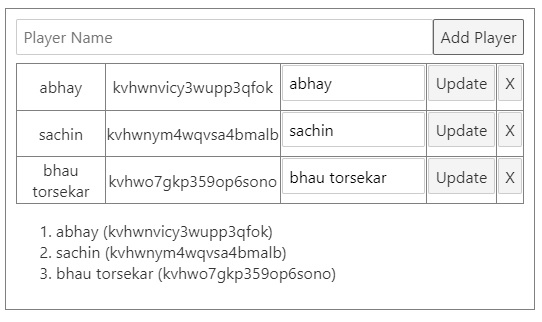 Player Name Add Player
abhay kvhwnvicy3wupp3qfok abhay Update X
sachin kvhwnym4wqvsa4bmalb sachin Update X
bhau torsekar kvhwo7gkp359op6sono bhau torsekar Update X
1. abhay (kvhwnvicy3wupp3qfok)
2. sachin (kvhwnym4wqvsa4bmalb)
3. bhau torsekar (kvhwo7gkp359op6sono)